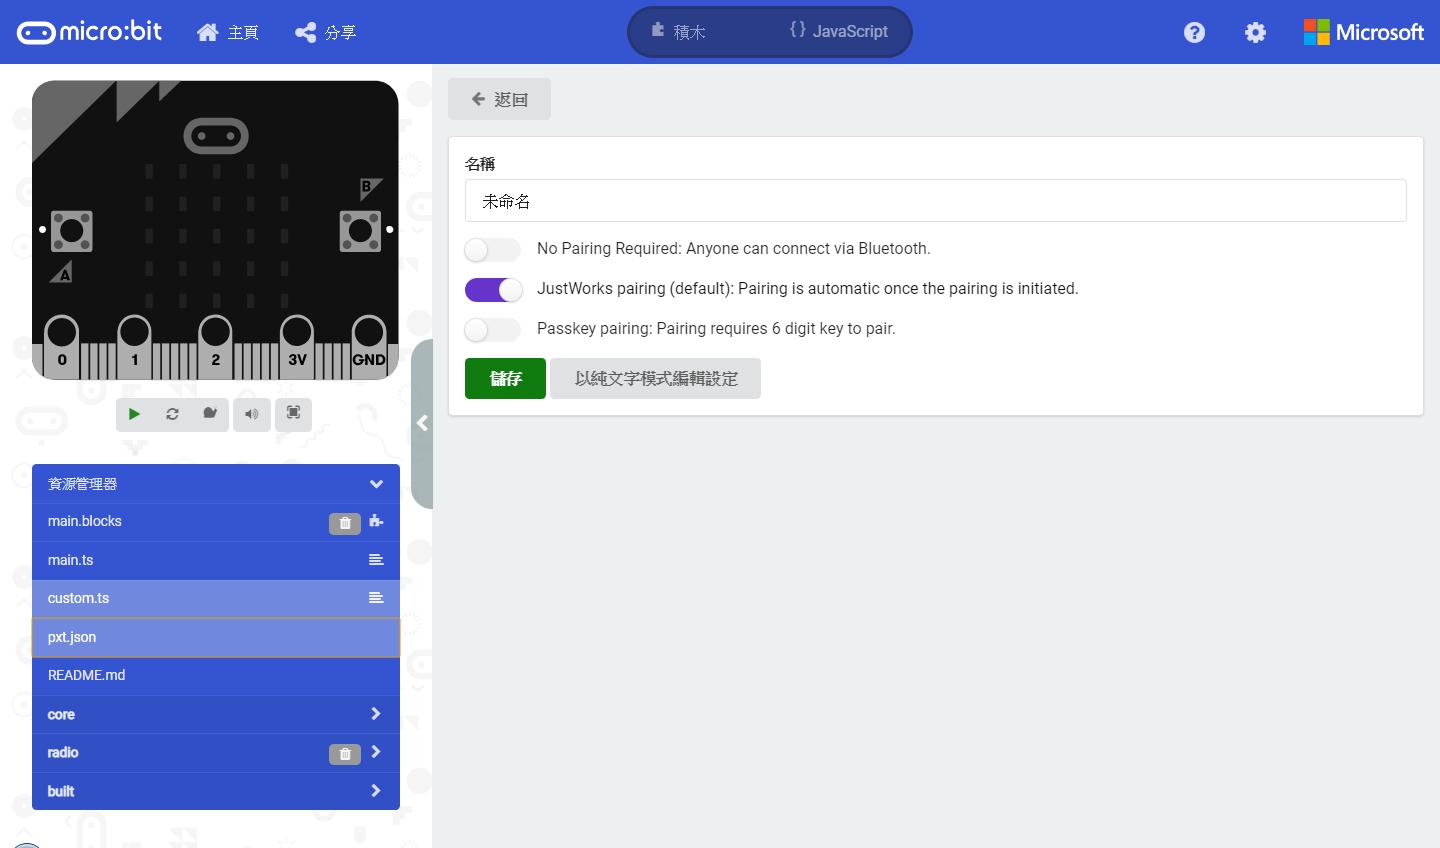 micro:bit
主頁
分享
積木
{ } JavaScript
?
Microsoft
B
A
0 1 2 3V GND
資源管理器
main.blocks
main.ts
custom.ts
pxt.json
README.md
core
radio
built
返回
名稱
未命名
No Pairing Required: Anyone can connect via Bluetooth.
JustWorks pairing (default): Pairing is automatic once the pairing is initiated.
Passkey pairing: Pairing requires 6 digit key to pair.
儲存
以純文字模式編輯設定